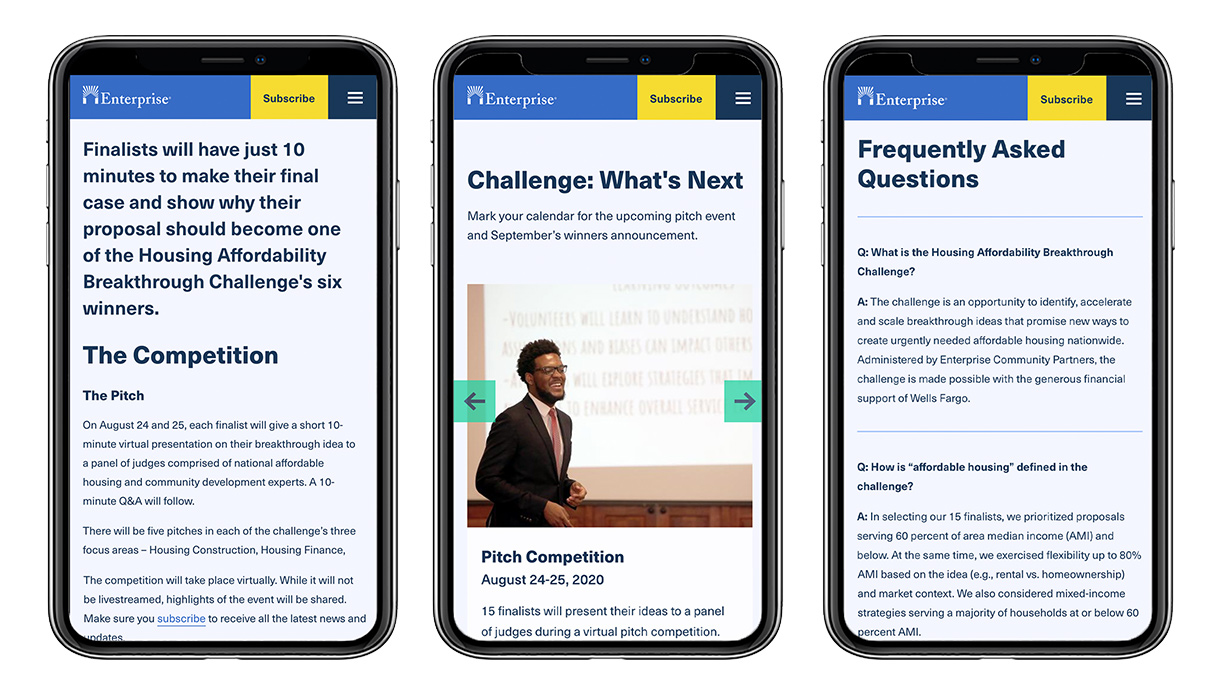 Enterprise
Subscribe
Finalists will have just 10
minutes to make their final
case and show why their
proposal should become one
of the Housing Affordability
Breakthrough Challenge's six
winners.
The Competition
The Pitch
On August 24 and 25, each finalist will give a short 10-
minute virtual presentation on their breakthrough idea to
a panel of judges comprised of national affordable
housing and community development experts. A 10-
minute Q&A will follow.
There will be five pitches in each of the challenge's three
focus areas – Housing Construction, Housing Finance,
The competition will take place virtually. While it will not
be livestreamed, highlights of the event will be shared.
Make sure you subscribe to receive all the latest news and
updates.
Enterprise
Subscribe
Challenge: What's Next
Mark your calendar for the upcoming pitch event
and September's winners announcement.
LEARNING OUTCOMES
-VOLUNTEERS WILL LEARN TO UNDERSTAND HO
AND BIASES CAN IMPACT OTHERS
WILL EXPLORE STRATEGIES THAT
TO ENHANCE OVERALL SERVICE
Pitch Competition
August 24-25, 2020
15 finalists will present their ideas to a panel
of judges during a virtual pitch competition.
Enterprise
Subscribe
Frequently Asked
Questions
Q: What is the Housing Affordability Breakthrough
Challenge?
A: The challenge is an opportunity to identify, accelerate
and scale breakthrough ideas that promise new ways to
create urgently needed affordable housing nationwide.
Administered by Enterprise Community Partners, the
challenge is made possible with the generous financial
support of Wells Fargo.
Q: How is “affordable housing” defined in the
challenge?
A: In selecting our 15 finalists, we prioritized proposals
serving 60 percent of area median income (AMI) and
below. At the same time, we exercised flexibility up to 80%
AMI based on the idea (e.g., rental vs. homeownership)
and market context. We also considered mixed-income
strategies serving a majority of households at or below 60
percent AMI.